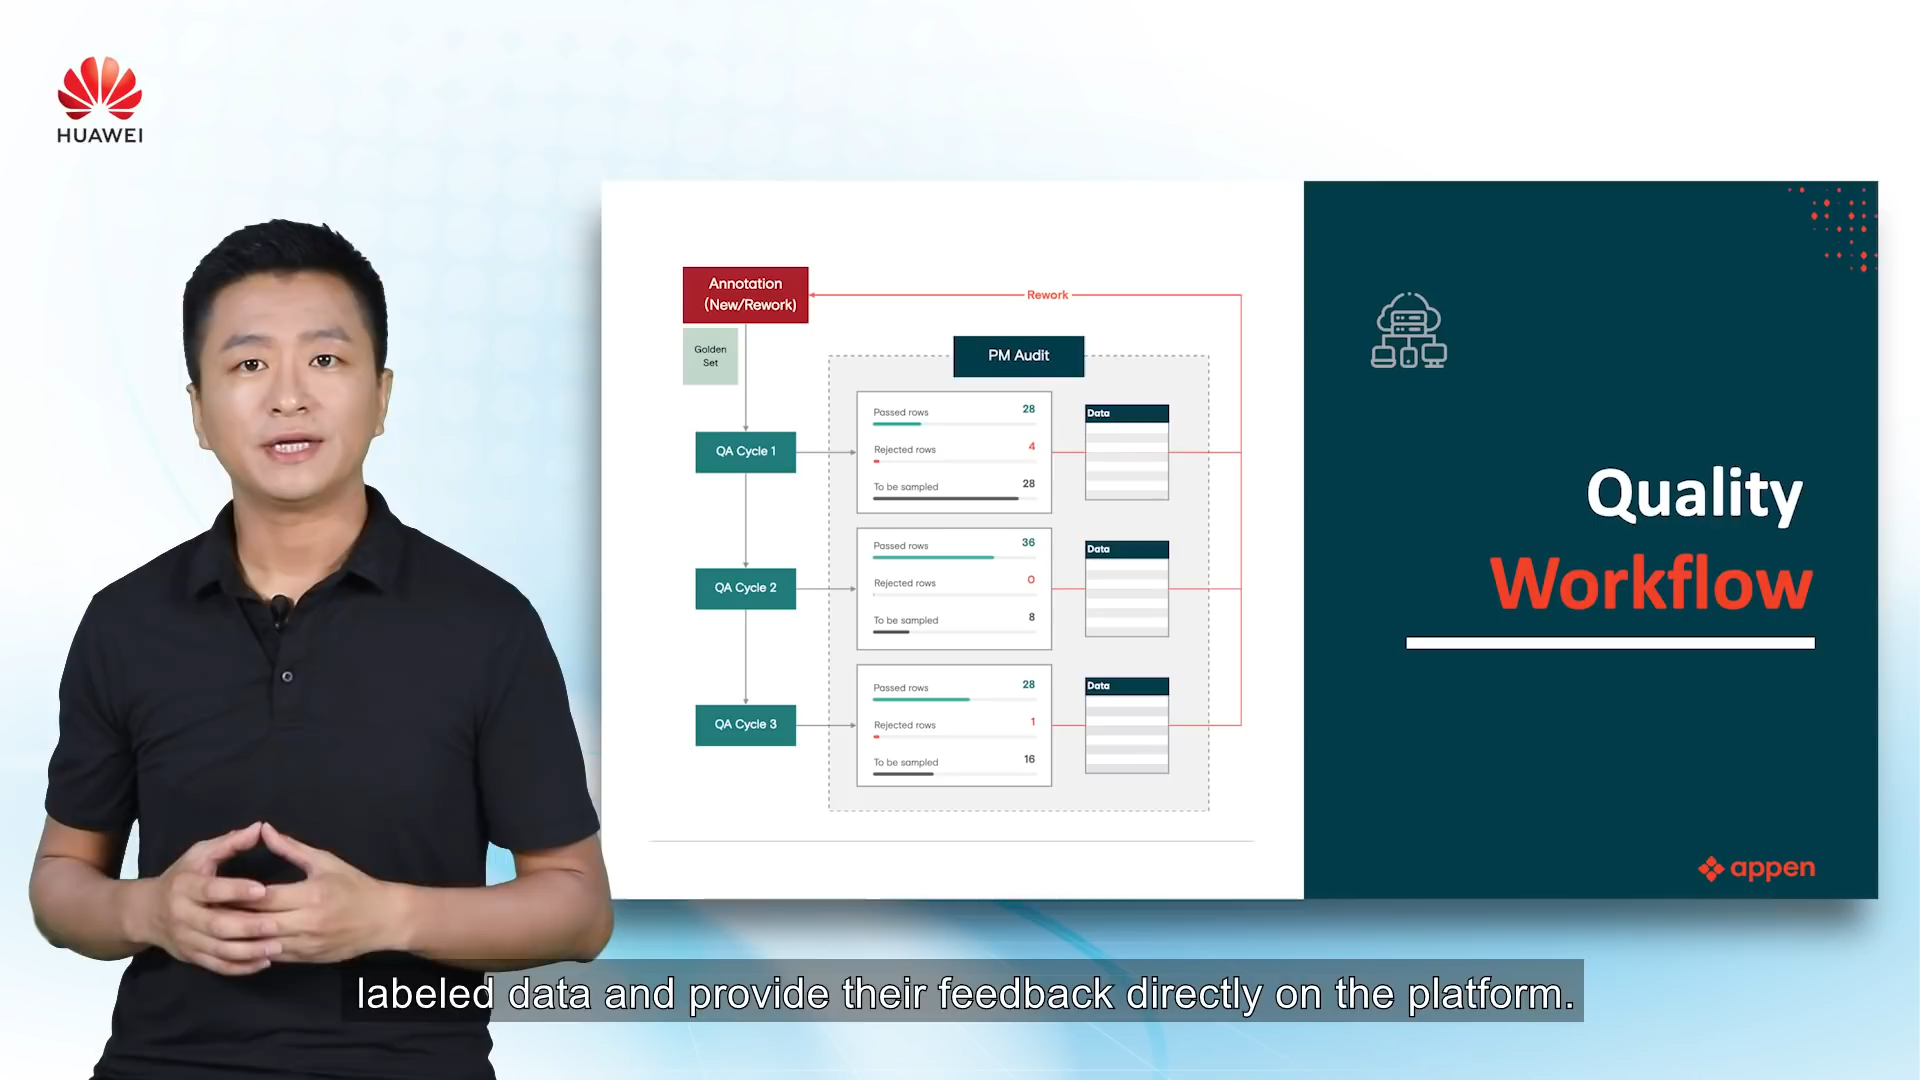 HUAWEI
Annotation
(New/Rework)
Rework
Golden
Set
PM Audit
QA Cycle 1
Passed rows 28
Rejected rows 4
To be sampled 28
Data
QA Cycle 2
Passed rows 36
Rejected rows 0
To be sampled 8
Data
QA Cycle 3
Passed rows 28
Rejected rows 1
To be sampled 16
Data
Quality
Workflow
appen
labeled data and provide their feedback directly on the platform.